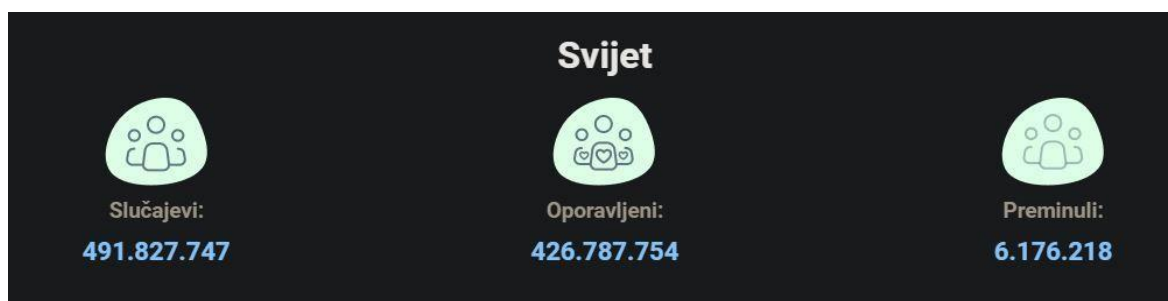 Svijet
Slučajevi:
491.827.747
Oporavljeni:
426.787.754
Preminuli:
6.176.218